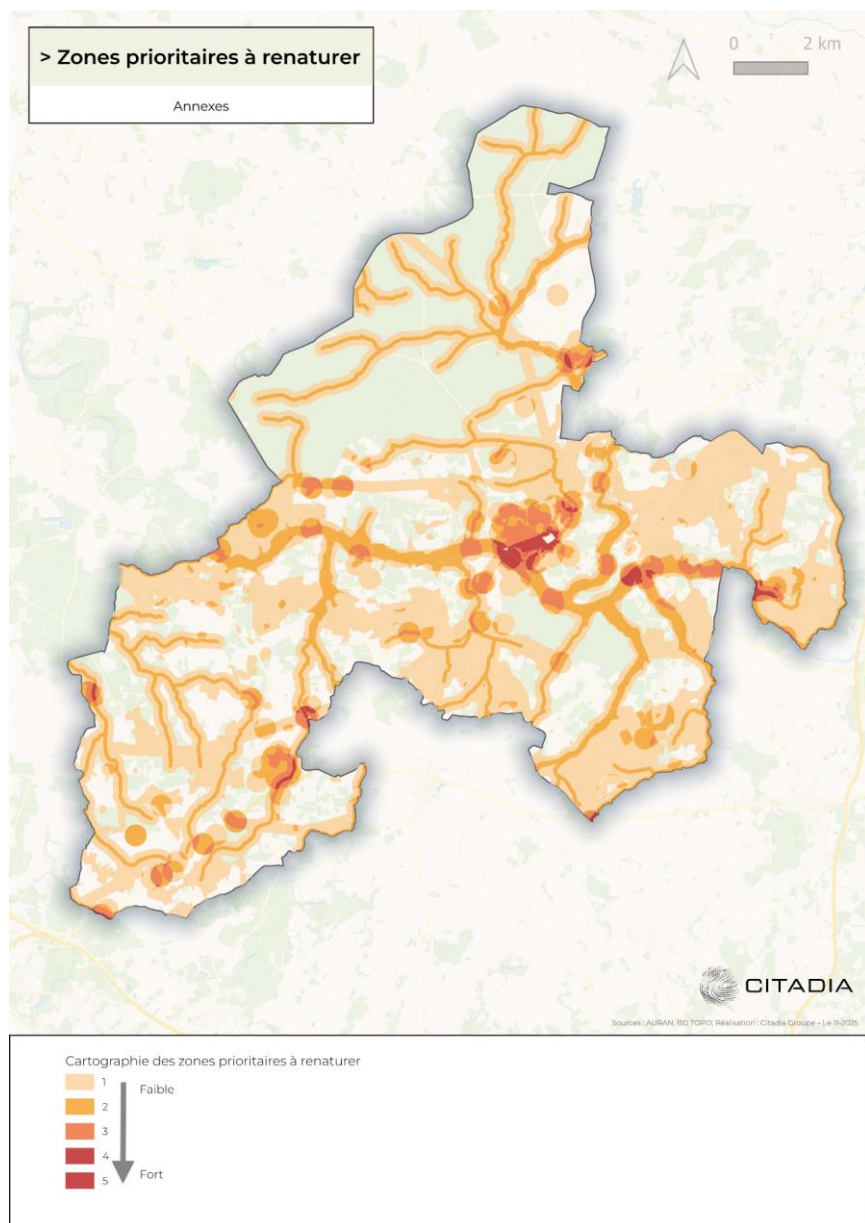 > Zones prioritaires à renaturer
Annexes
0 2 km
CITADIA
Sources : AURAN, BD TOPO; Réalisation : Citadia Groupe – Le 11-2025
Cartographie des zones prioritaires à renaturer
1
Faible
2
3
4
Fort
5